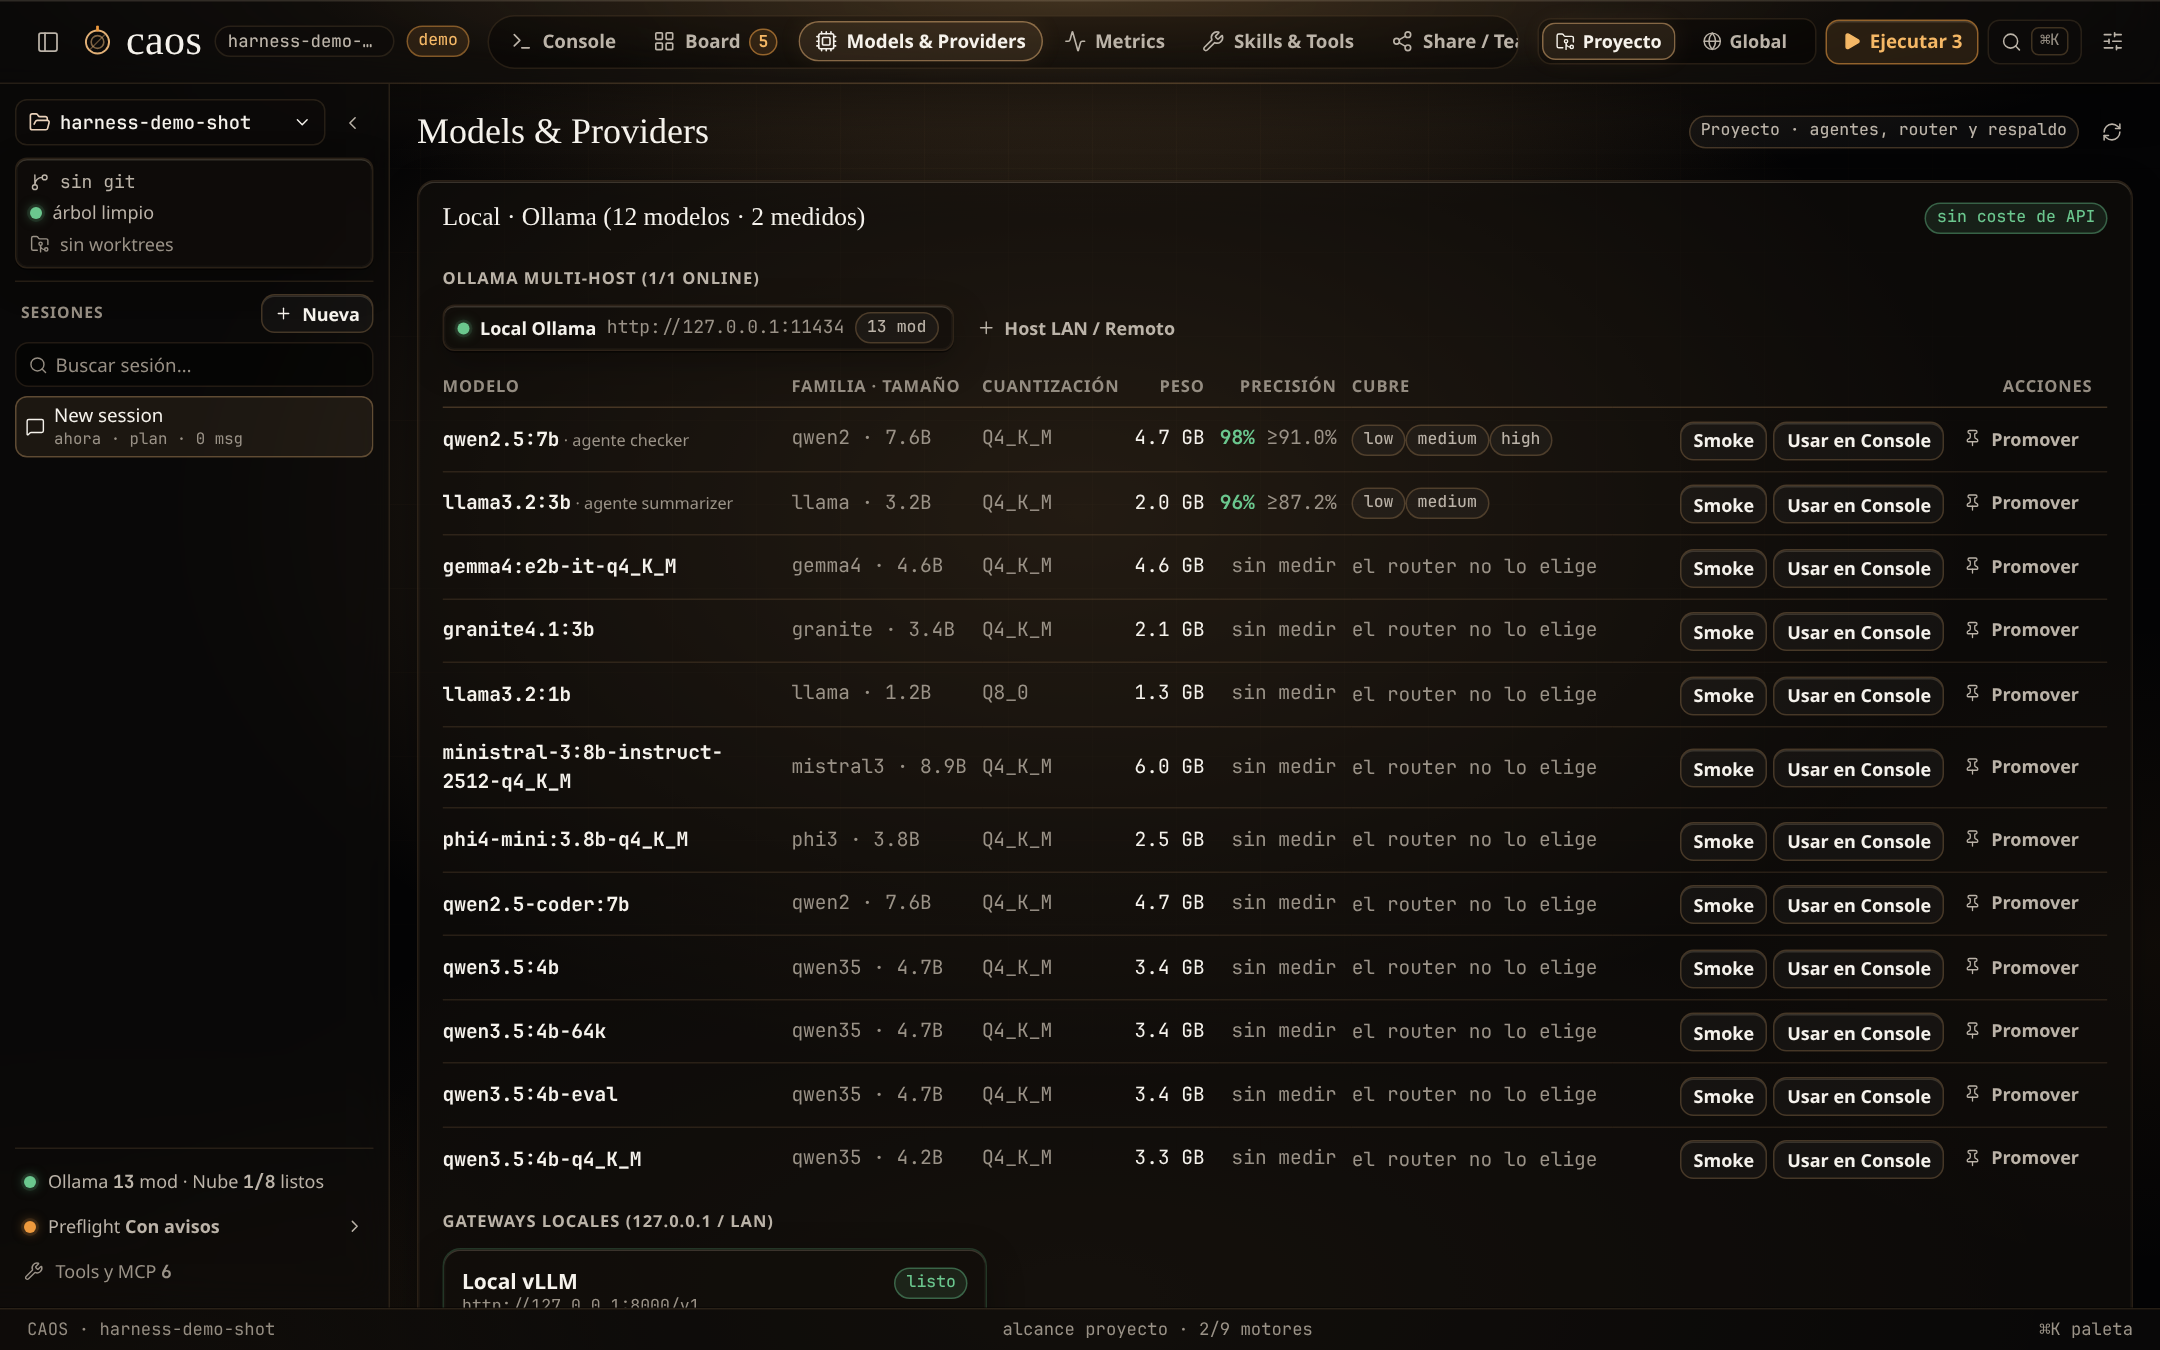 caos harness-demo-… demo Console Board 5 Models & Providers Metrics Skills & Tools Share / Tea Proyecto Global Ejecutar 3 ⌘K
harness-demo-shot
sin git
árbol limpio
sin worktrees
SESIONES + Nueva
Buscar sesión...
New session
ahora · plan · 0 msg
Ollama 13 mod · Nube 1/8 listos
Preflight Con avisos
Tools y MCP 6
Models & Providers Proyecto · agentes, router y respaldo
Local · Ollama (12 modelos · 2 medidos) sin coste de API
OLLAMA MULTI-HOST (1/1 ONLINE)
Local Ollama http://127.0.0.1:11434 13 mod + Host LAN / Remoto
MODELO FAMILIA · TAMAÑO CUANTIZACIÓN PESO PRECISIÓN CUBRE ACCIONES
qwen2.5:7b · agente checker qwen2 · 7.6B Q4_K_M 4.7 GB 98% ≥91.0% low medium high Smoke Usar en Console Promover
llama3.2:3b · agente summarizer llama · 3.2B Q4_K_M 2.0 GB 96% ≥87.2% low medium Smoke Usar en Console Promover
gemma4:e2b-it-q4_K_M gemma4 · 4.6B Q4_K_M 4.6 GB sin medir el router no lo elige Smoke Usar en Console Promover
granite4.1:3b granite · 3.4B Q4_K_M 2.1 GB sin medir el router no lo elige Smoke Usar en Console Promover
llama3.2:1b llama · 1.2B Q8_0 1.3 GB sin medir el router no lo elige Smoke Usar en Console Promover
ministral-3:8b-instruct-
2512-q4_K_M mistral3 · 8.9B Q4_K_M 6.0 GB sin medir el router no lo elige Smoke Usar en Console Promover
phi4-mini:3.8b-q4_K_M phi3 · 3.8B Q4_K_M 2.5 GB sin medir el router no lo elige Smoke Usar en Console Promover
qwen2.5-coder:7b qwen2 · 7.6B Q4_K_M 4.7 GB sin medir el router no lo elige Smoke Usar en Console Promover
qwen3.5:4b qwen35 · 4.7B Q4_K_M 3.4 GB sin medir el router no lo elige Smoke Usar en Console Promover
qwen3.5:4b-64k qwen35 · 4.7B Q4_K_M 3.4 GB sin medir el router no lo elige Smoke Usar en Console Promover
qwen3.5:4b-eval qwen35 · 4.7B Q4_K_M 3.4 GB sin medir el router no lo elige Smoke Usar en Console Promover
qwen3.5:4b-q4_K_M qwen35 · 4.2B Q4_K_M 3.3 GB sin medir el router no lo elige Smoke Usar en Console Promover
GATEWAYS LOCALES (127.0.0.1 / LAN)
Local vLLM listo
http://127.0.0.1:8000/v1
CAOS · harness-demo-shot alcance proyecto · 2/9 motores ⌘K paleta